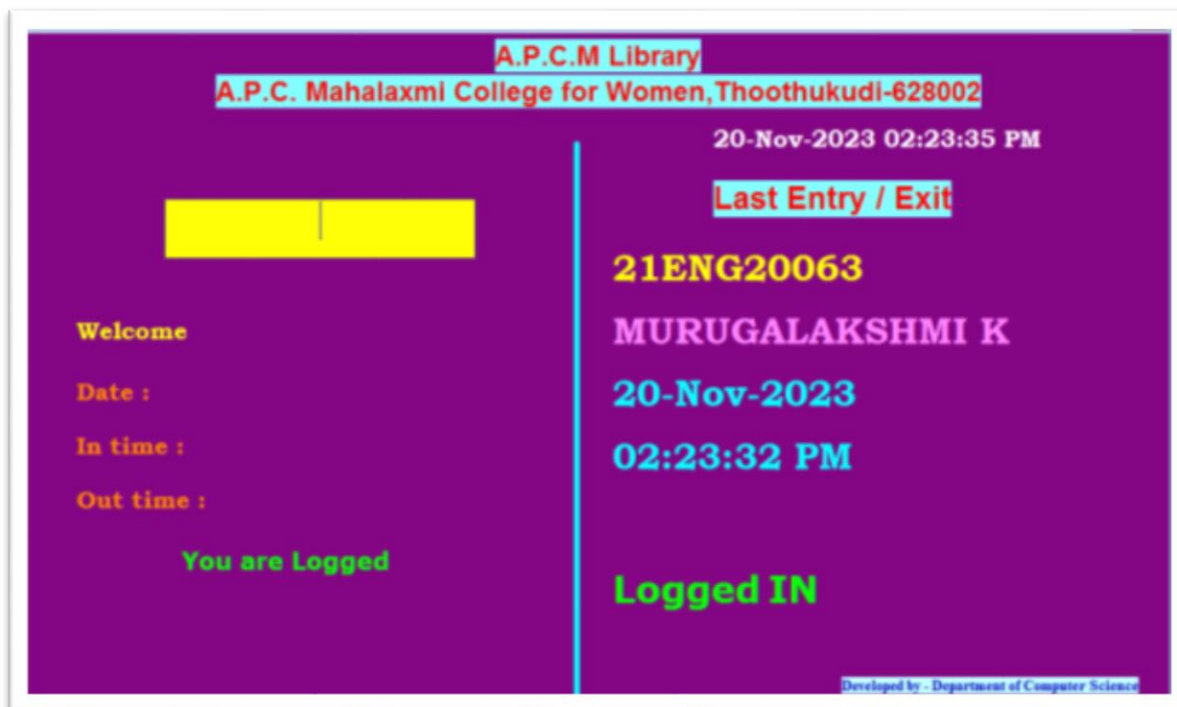 A.P.C.M Library
A.P.C. Mahalaxmi College for Women,Thoothukudi-628002
20-Nov-2023 02:23:35 PM
Last Entry / Exit
21ENG20063
MURUGALAKSHMI K
20-Nov-2023
02:23:32 PM
Logged IN
Welcome
Date :
In time :
Out time :
You are Logged
Developed by - Department of Computer Science